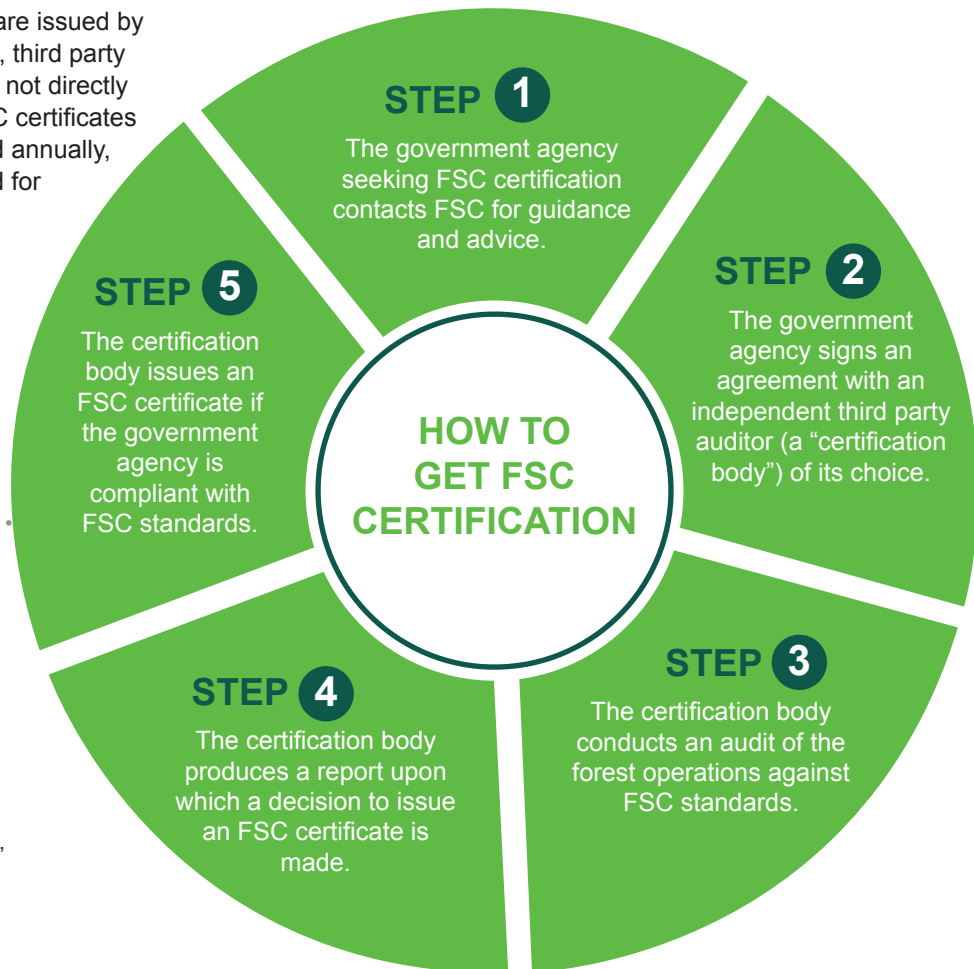 are issued by
, third party
not directly
C certificates
d annually,
d for
STEP 1
The government agency
seeking FSC certification
contacts FSC for guidance
and advice.
STEP 2
The government
agency signs an
agreement with an
independent third party
auditor (a “certification
body”) of its choice.
STEP 3
The certification body
conducts an audit of the
forest operations against
FSC standards.
STEP 4
The certification body
produces a report upon
which a decision to issue
an FSC certificate is
made.
STEP 5
The certification
body issues an
FSC certificate if
the government
agency is
compliant with
FSC standards.
HOW TO
GET FSC
CERTIFICATION
,